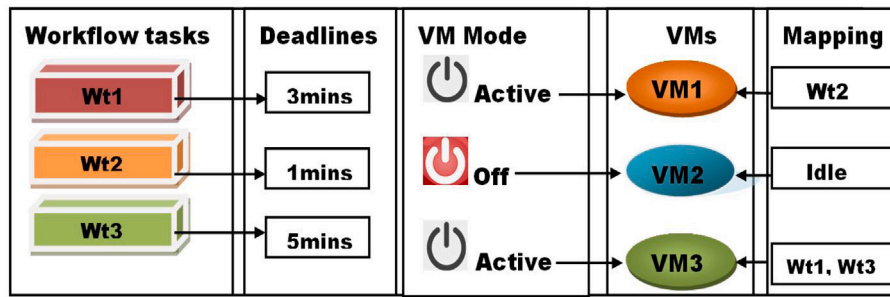 Workflow tasks Deadlines VM Mode VMs Mapping
Wt1 3mins Active VM1 Wt2
Wt2 1mins Off VM2 Idle
Wt3 5mins Active VM3 Wt1, Wt3